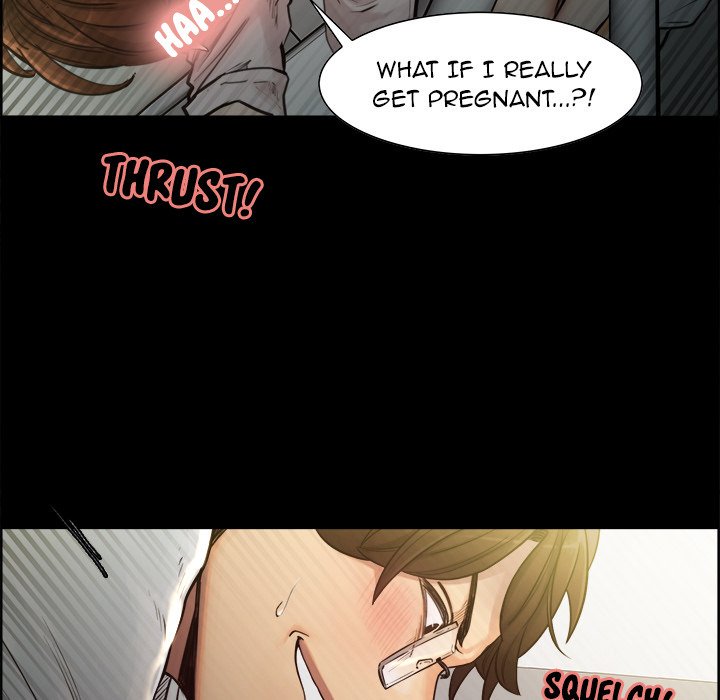 HAA...
WHAT IF I REALLY
GET PREGNANT...?!
THRUST!
SQUELCH!